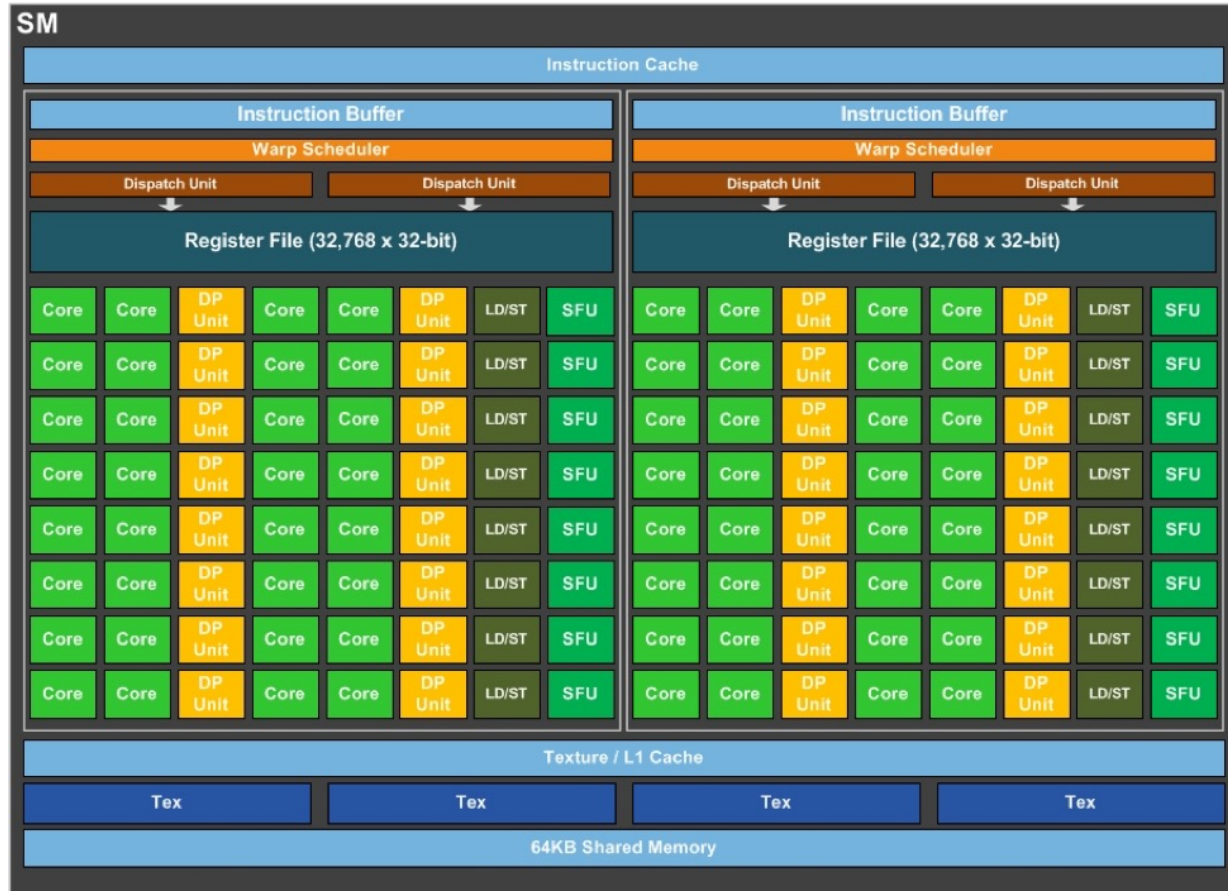 SM
Instruction Cache
Instruction Buffer Instruction Buffer
Warp Scheduler Warp Scheduler
Dispatch Unit Dispatch Unit Dispatch Unit Dispatch Unit
Register File (32,768 x 32-bit) Register File (32,768 x 32-bit)
Core Core DP Unit Core Core DP Unit LD/ST SFU Core Core DP Unit Core Core DP Unit LD/ST SFU
Core Core DP Unit Core Core DP Unit LD/ST SFU Core Core DP Unit Core Core DP Unit LD/ST SFU
Core Core DP Unit Core Core DP Unit LD/ST SFU Core Core DP Unit Core Core DP Unit LD/ST SFU
Core Core DP Unit Core Core DP Unit LD/ST SFU Core Core DP Unit Core Core DP Unit LD/ST SFU
Core Core DP Unit Core Core DP Unit LD/ST SFU Core Core DP Unit Core Core DP Unit LD/ST SFU
Core Core DP Unit Core Core DP Unit LD/ST SFU Core Core DP Unit Core Core DP Unit LD/ST SFU
Core Core DP Unit Core Core DP Unit LD/ST SFU Core Core DP Unit Core Core DP Unit LD/ST SFU
Core Core DP Unit Core Core DP Unit LD/ST SFU Core Core DP Unit Core Core DP Unit LD/ST SFU
Texture / L1 Cache
Tex Tex Tex Tex
64KB Shared Memory